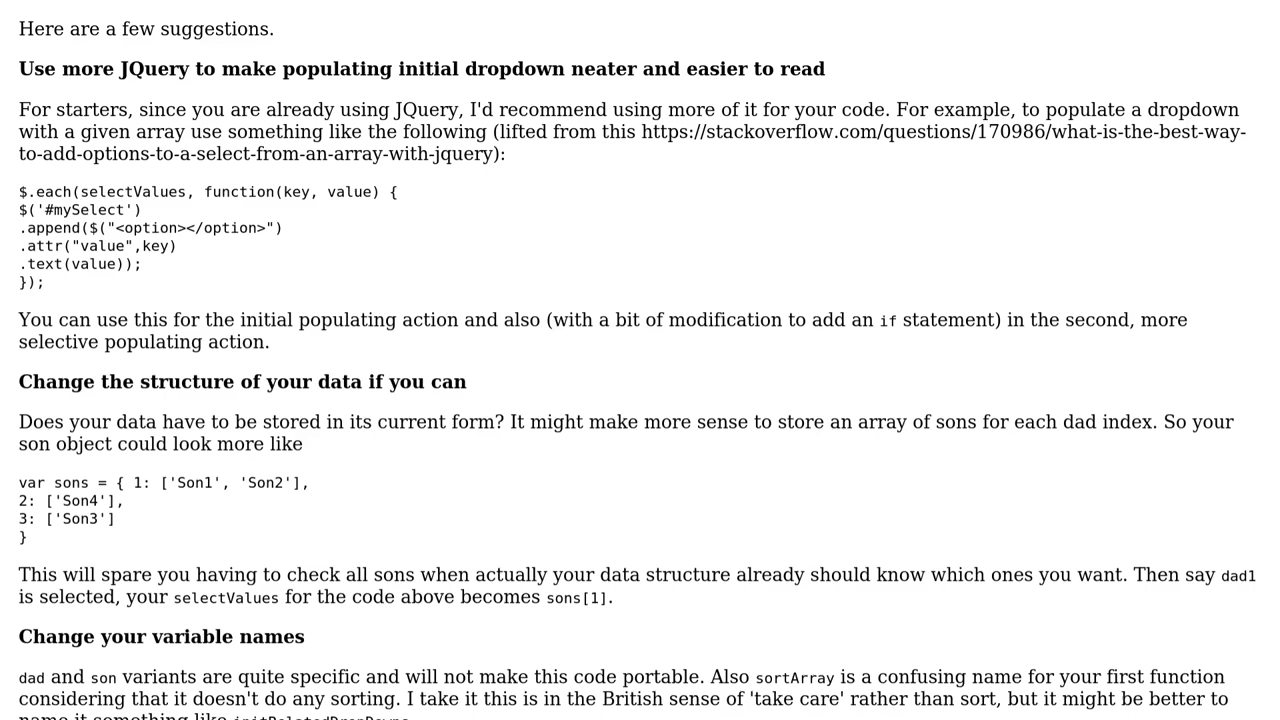 Here are a few suggestions.
Use more JQuery to make populating initial dropdown neater and easier to read
For starters, since you are already using JQuery, I'd recommend using more of it for your code. For example, to populate a dropdown
with a given array use something like the following (lifted from this https://stackoverflow.com/questions/170986/what-is-the-best-way-
to-add-options-to-a-select-from-an-array-with-jquery):
$.each(selectValues, function(key, value) {
$('#mySelect')
.append($("<option></option>")
.attr("value",key)
.text(value));
});
You can use this for the initial populating action and also (with a bit of modification to add an if statement) in the second, more
selective populating action.
Change the structure of your data if you can
Does your data have to be stored in its current form? It might make more sense to store an array of sons for each dad index. So your
son object could look more like
var sons = { 1: ['Son1', 'Son2'],
2: ['Son4'],
3: ['Son3']
}
This will spare you having to check all sons when actually your data structure already should know which ones you want. Then say dad1
is selected, your selectValues for the code above becomes sons[1].
Change your variable names
dad and son variants are quite specific and will not make this code portable. Also sortArray is a confusing name for your first function
considering that it doesn't do any sorting. I take it this is in the British sense of 'take care' rather than sort, but it might be better to
name it something like initRelatedDropDowns